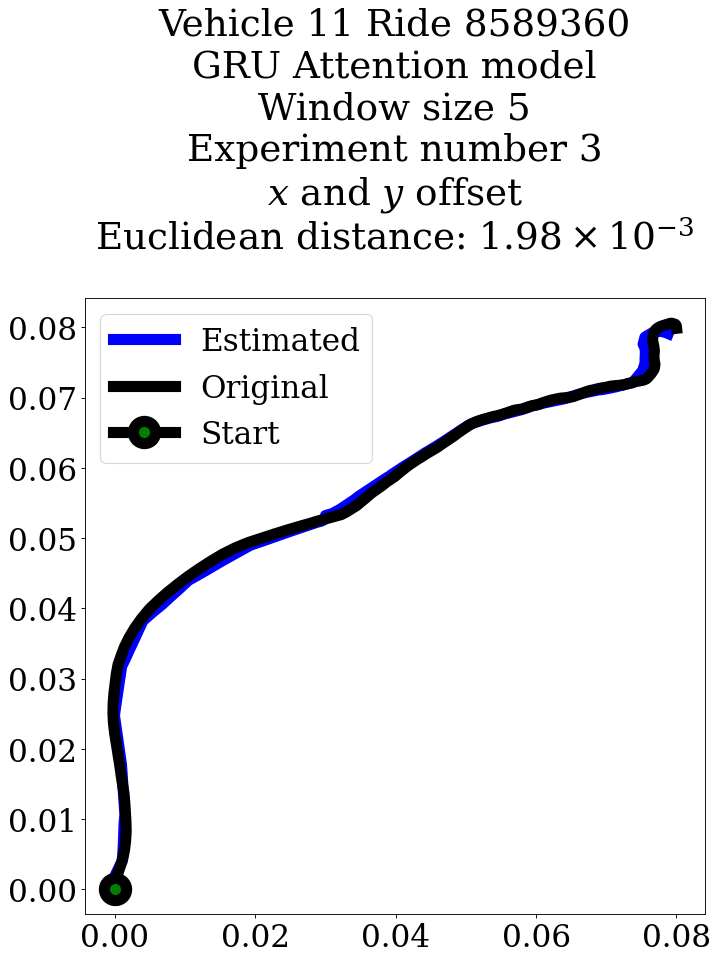 Vehicle 11 Ride 8589360
GRU Attention model
Window size 5
Experiment number 3
x and y offset
Euclidean distance: 1.98 × 10⁻³
Estimated
Original
Start
0.08
0.07
0.06
0.05
0.04
0.03
0.02
0.01
0.00
0.00 0.02 0.04 0.06 0.08